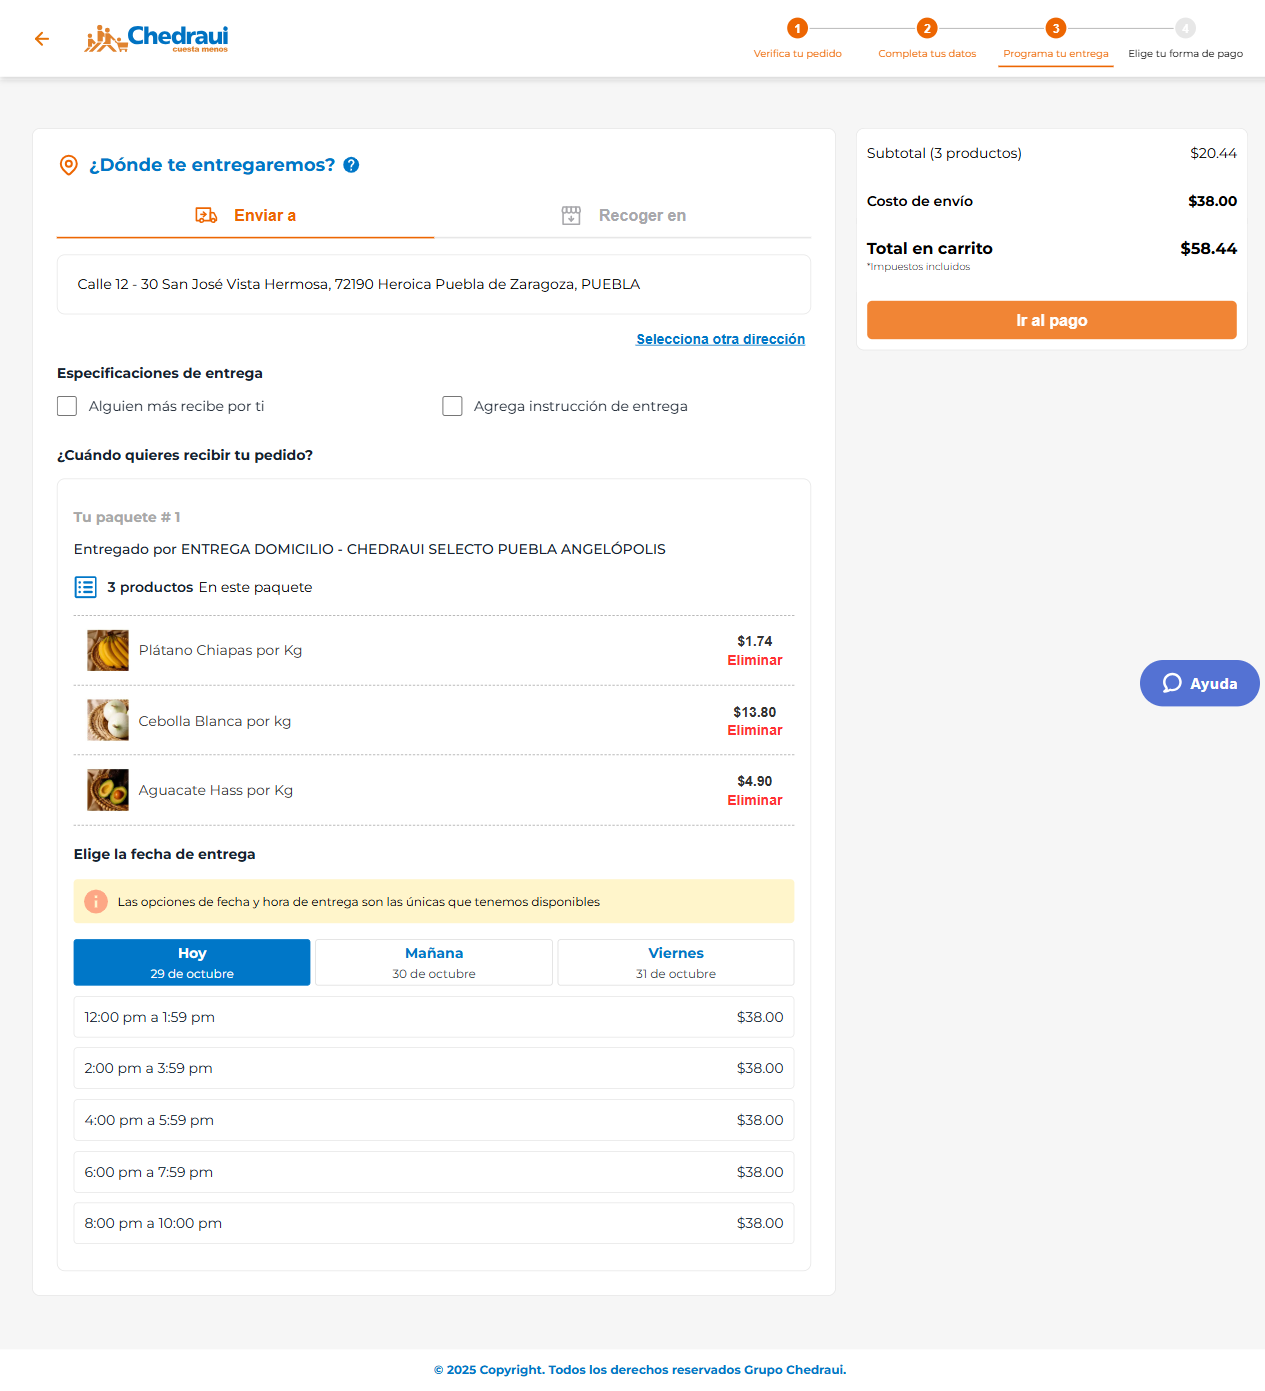 Chedraui
cuesta menos
1
2
3
4
Verifica tu pedido
Completa tus datos
Programa tu entrega
Elige tu forma de pago
¿Dónde te entregaremos? ?
Enviar a
Recoger en
Calle 12 - 30 San José Vista Hermosa, 72190 Heroica Puebla de Zaragoza, PUEBLA
Selecciona otra dirección
Especificaciones de entrega
Alguien más recibe por ti
Agrega instrucción de entrega
¿Cuándo quieres recibir tu pedido?
Tu paquete # 1
Entregado por ENTREGA DOMICILIO - CHEDRAUI SELECTO PUEBLA ANGELÓPOLIS
3 productos En este paquete
Plátano Chiapas por Kg
$1.74
Eliminar
Cebolla Blanca por kg
$13.80
Eliminar
Aguacate Hass por Kg
$4.90
Eliminar
Elige la fecha de entrega
i Las opciones de fecha y hora de entrega son las únicas que tenemos disponibles
Hoy
29 de octubre
Mañana
30 de octubre
Viernes
31 de octubre
12:00 pm a 1:59 pm $38.00
2:00 pm a 3:59 pm $38.00
4:00 pm a 5:59 pm $38.00
6:00 pm a 7:59 pm $38.00
8:00 pm a 10:00 pm $38.00
Subtotal (3 productos) $20.44
Costo de envío $38.00
Total en carrito $58.44
*Impuestos incluidos
Ir al pago
Ayuda
© 2025 Copyright. Todos los derechos reservados Grupo Chedraui.